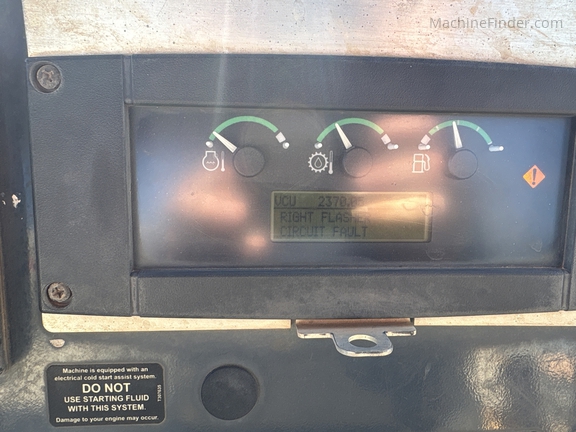 MachineFinder.com
VCU
RIGHT FLASHER
CIRCUIT FAULT
Machine is equipped with an
electrical cold start assist system.
DO NOT
USE STARTING FLUID
WITH THIS SYSTEM.
Damage to your engine may occur.